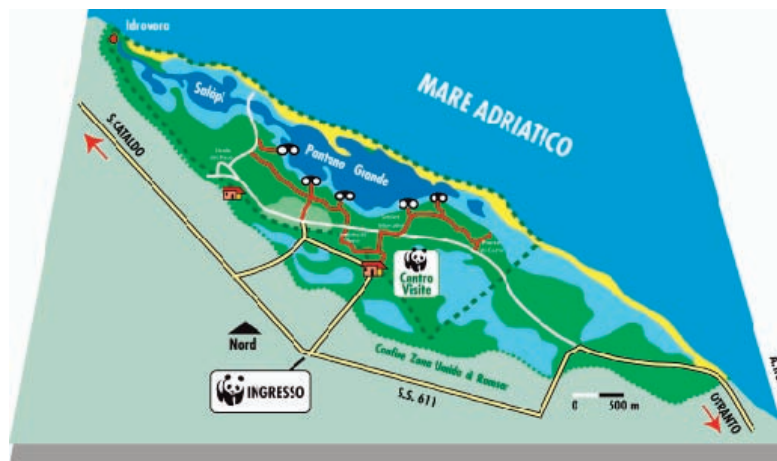 Idrovora
Salápi
MARE ADRIATICO
S. CATALDO
Pantano Grande
Centro
Visite
Nord
Confine Zona Umida di Ramsar
INGRESSO
S.S. 611
0 500 m
OTRANTO